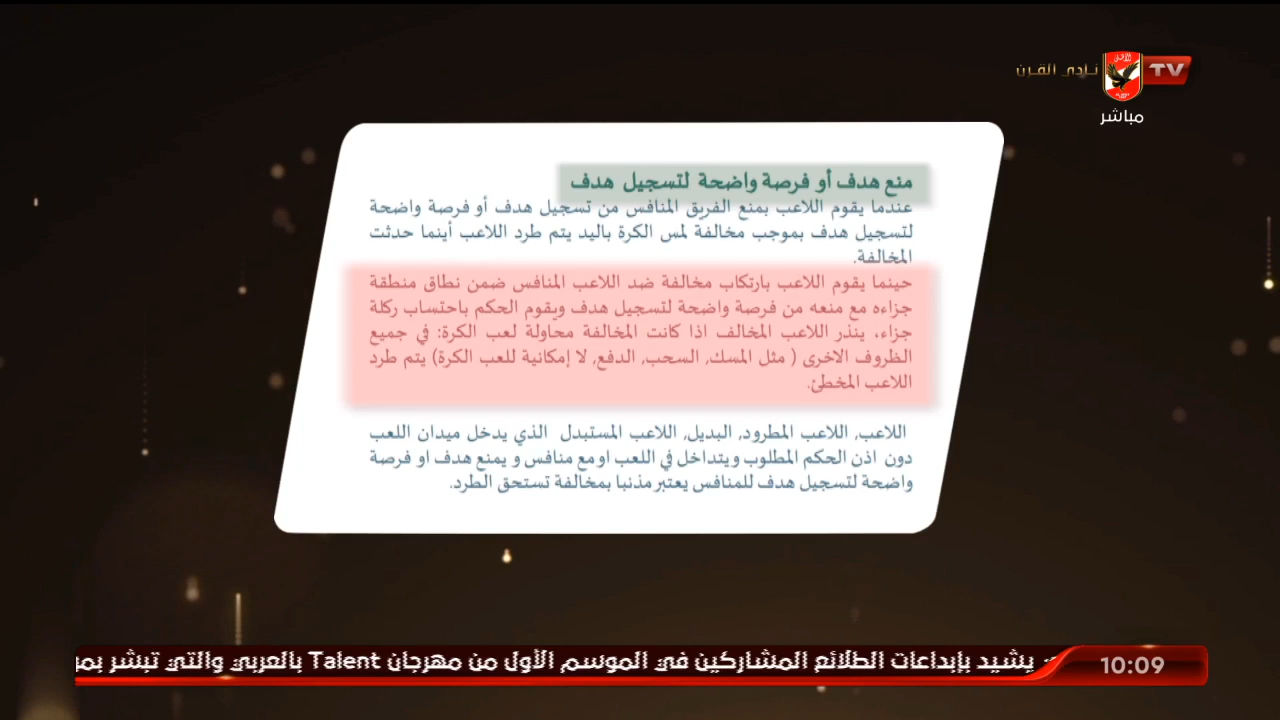 نادي القرن
TV
مباشر
منع هدف أو فرصة واضحة لتسجيل هدف
عندما يقوم اللاعب بمنع الفريق المنافس من تسجيل هدف أو فرصة واضحة
لتسجيل هدف بموجب مخالفة لمس الكرة باليد يتم طرد اللاعب أينما حدثت
المخالفة.
حينما يقوم اللاعب بارتكاب مخالفة ضد اللاعب المنافس ضمن نطاق منطقة
جزاءه مع منعه من فرصة واضحة لتسجيل هدف ويقوم الحكم باحتساب ركلة
جزاء، ينذر اللاعب المخالف اذا كانت المخالفة محاولة لعب الكرة: في جميع
الظروف الاخرى ( مثل المسك, السحب, الدفع, لا إمكانية للعب الكرة) يتم طرد
اللاعب المخطئ.
اللاعب, اللاعب المطرود, البديل, اللاعب المستبدل الذي يدخل ميدان اللعب
دون اذن الحكم المطلوب ويتداخل في اللعب او مع منافس و يمنع هدف او فرصة
واضحة لتسجيل هدف للمنافس يعتبر مذنبا بمخالفة تستحق الطرد.
يشيد بإبداعات الطلائع المشاركين في الموسم الأول من مهرجان Talent بالعربي والتي تبشر
10:09